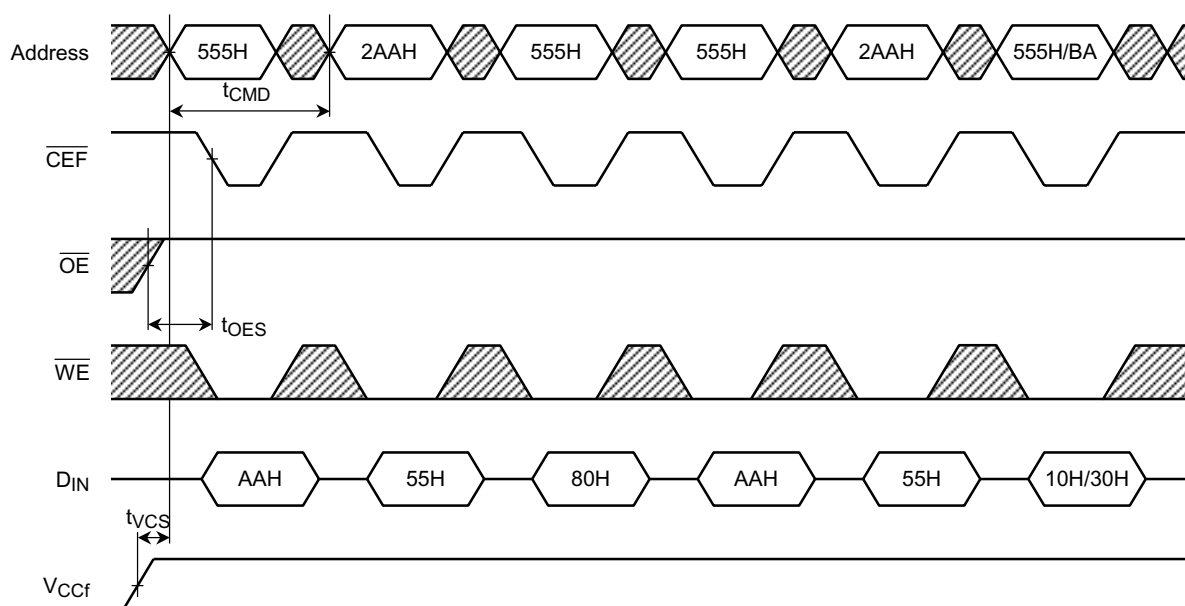 Address 555H 2AAH 555H 555H 2AAH 555H/BA
tCMD
CEF
OE
tOES
WE
DIN AAH 55H 80H AAH 55H 10H/30H
tVCS
VCCf